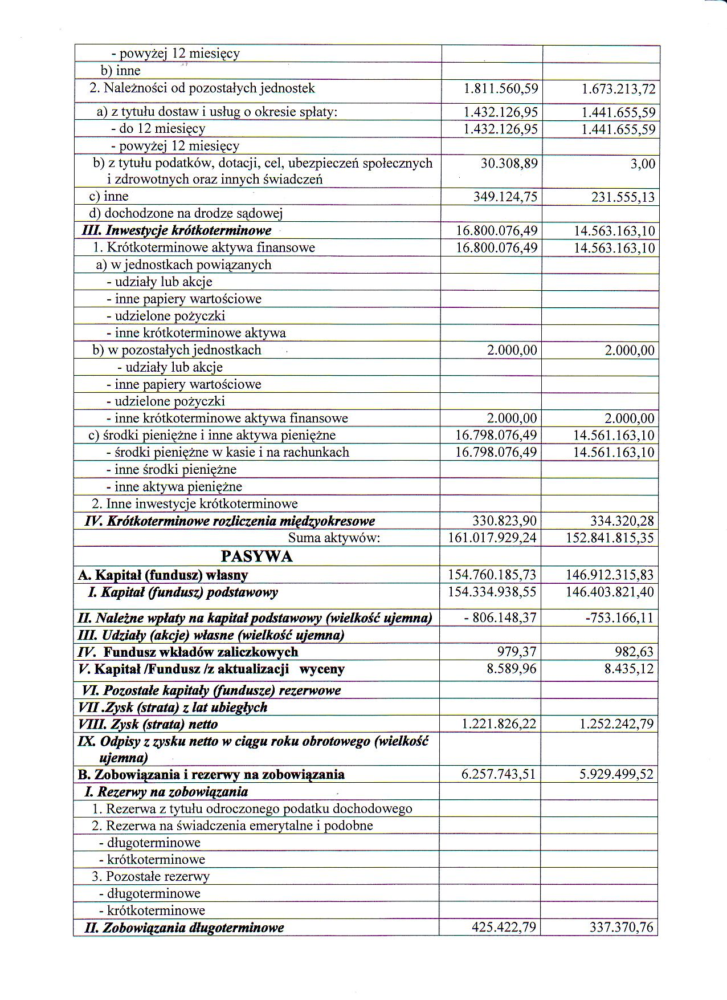 - powyżej 12 miesięcy
b) inne
2. Należności od pozostałych jednostek 1.811.560,59 1.673.213,72
a) z tytułu dostaw i usług o okresie spłaty: 1.432.126,95 1.441.655,59
- do 12 miesięcy 1.432.126,95 1.441.655,59
- powyżej 12 miesięcy
b) z tytułu podatków, dotacji, cel, ubezpieczeń społecznych 30.308,89 3,00
i zdrowotnych oraz innych świadczeń
c) inne 349.124,75 231.555,13
d) dochodzone na drodze sądowej
III. Inwestycje krótkoterminowe 16.800.076,49 14.563.163,10
1. Krótkoterminowe aktywa finansowe 16.800.076,49 14.563.163,10
a) w jednostkach powiązanych
- udziały lub akcje
- inne papiery wartościowe
- udzielone pożyczki
- inne krótkoterminowe aktywa
b) w pozostałych jednostkach 2.000,00 2.000,00
- udziały lub akcje
- inne papiery wartościowe
- udzielone pożyczki
- inne krótkoterminowe aktywa finansowe 2.000,00 2.000,00
c) środki pieniężne i inne aktywa pieniężne 16.798.076,49 14.561.163,10
- środki pieniężne w kasie i na rachunkach 16.798.076,49 14.561.163,10
- inne środki pieniężne
- inne aktywa pieniężne
2. Inne inwestycje krótkoterminowe
IV. Krótkoterminowe rozliczenia międzyokresowe 330.823,90 334.320,28
Suma aktywów: 161.017.929,24 152.841.815,35
PASYWA
A. Kapitał (fundusz) własny 154.760.185,73 146.912.315,83
I. Kapitał (fundusz) podstawowy 154.334.938,55 146.403.821,40
II. Należne wpłaty na kapitał podstawowy (wielkość ujemna) - 806.148,37 -753.166,11
III. Udziały (akcje) własne (wielkość ujemna)
IV. Fundusz wkładów zaliczkowych 979,37 982,63
V. Kapitał /Fundusz /z aktualizacji wyceny 8.589,96 8.435,12
VI. Pozostałe kapitały (fundusze) rezerwowe
VII .Zysk (strata) z lat ubiegłych
VIII. Zysk (strata) netto 1.221.826,22 1.252.242,79
IX. Odpisy z zysku netto w ciągu roku obrotowego (wielkość
ujemna)
B. Zobowiązania i rezerwy na zobowiązania 6.257.743,51 5.929.499,52
I. Rezerwy na zobowiązania
1. Rezerwa z tytułu odroczonego podatku dochodowego
2. Rezerwa na świadczenia emerytalne i podobne
- długoterminowe
- krótkoterminowe
3. Pozostałe rezerwy
- długoterminowe
- krótkoterminowe
II. Zobowiązania długoterminowe 425.422,79 337.370,76